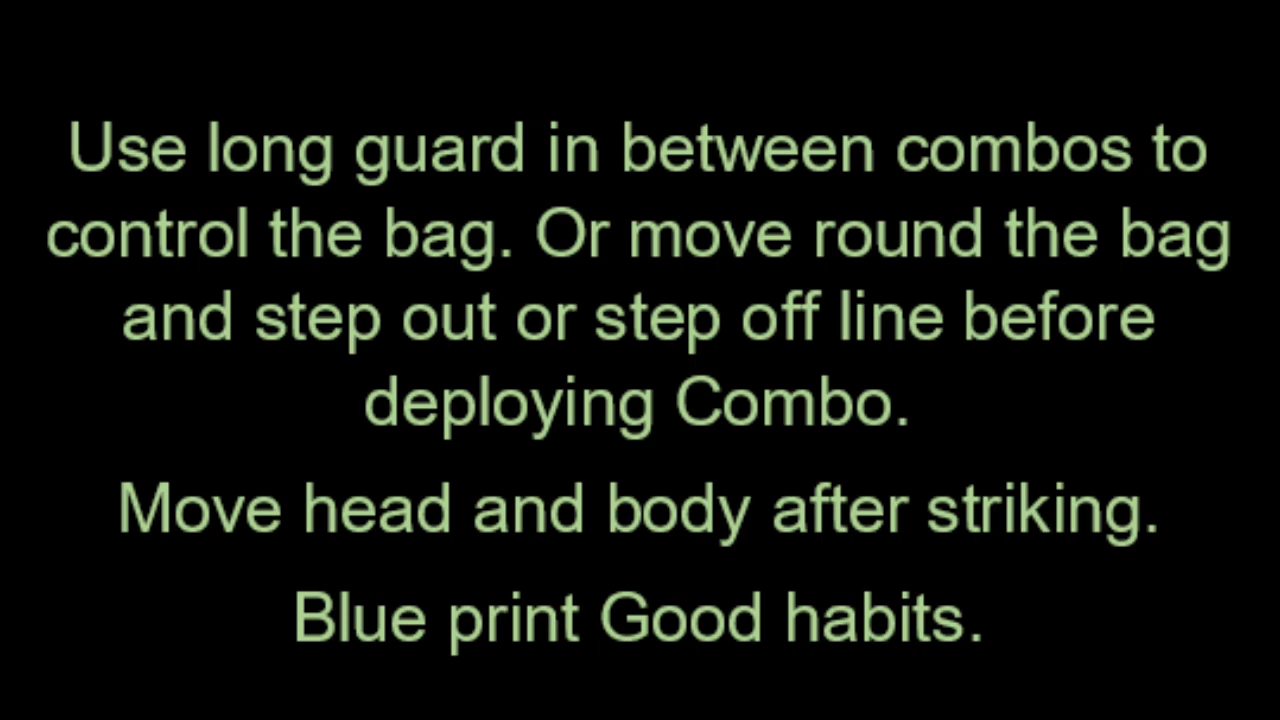 Use long guard in between combos to
control the bag. Or move round the bag
and step out or step off line before
deploying Combo.
Move head and body after striking.
Blue print Good habits.